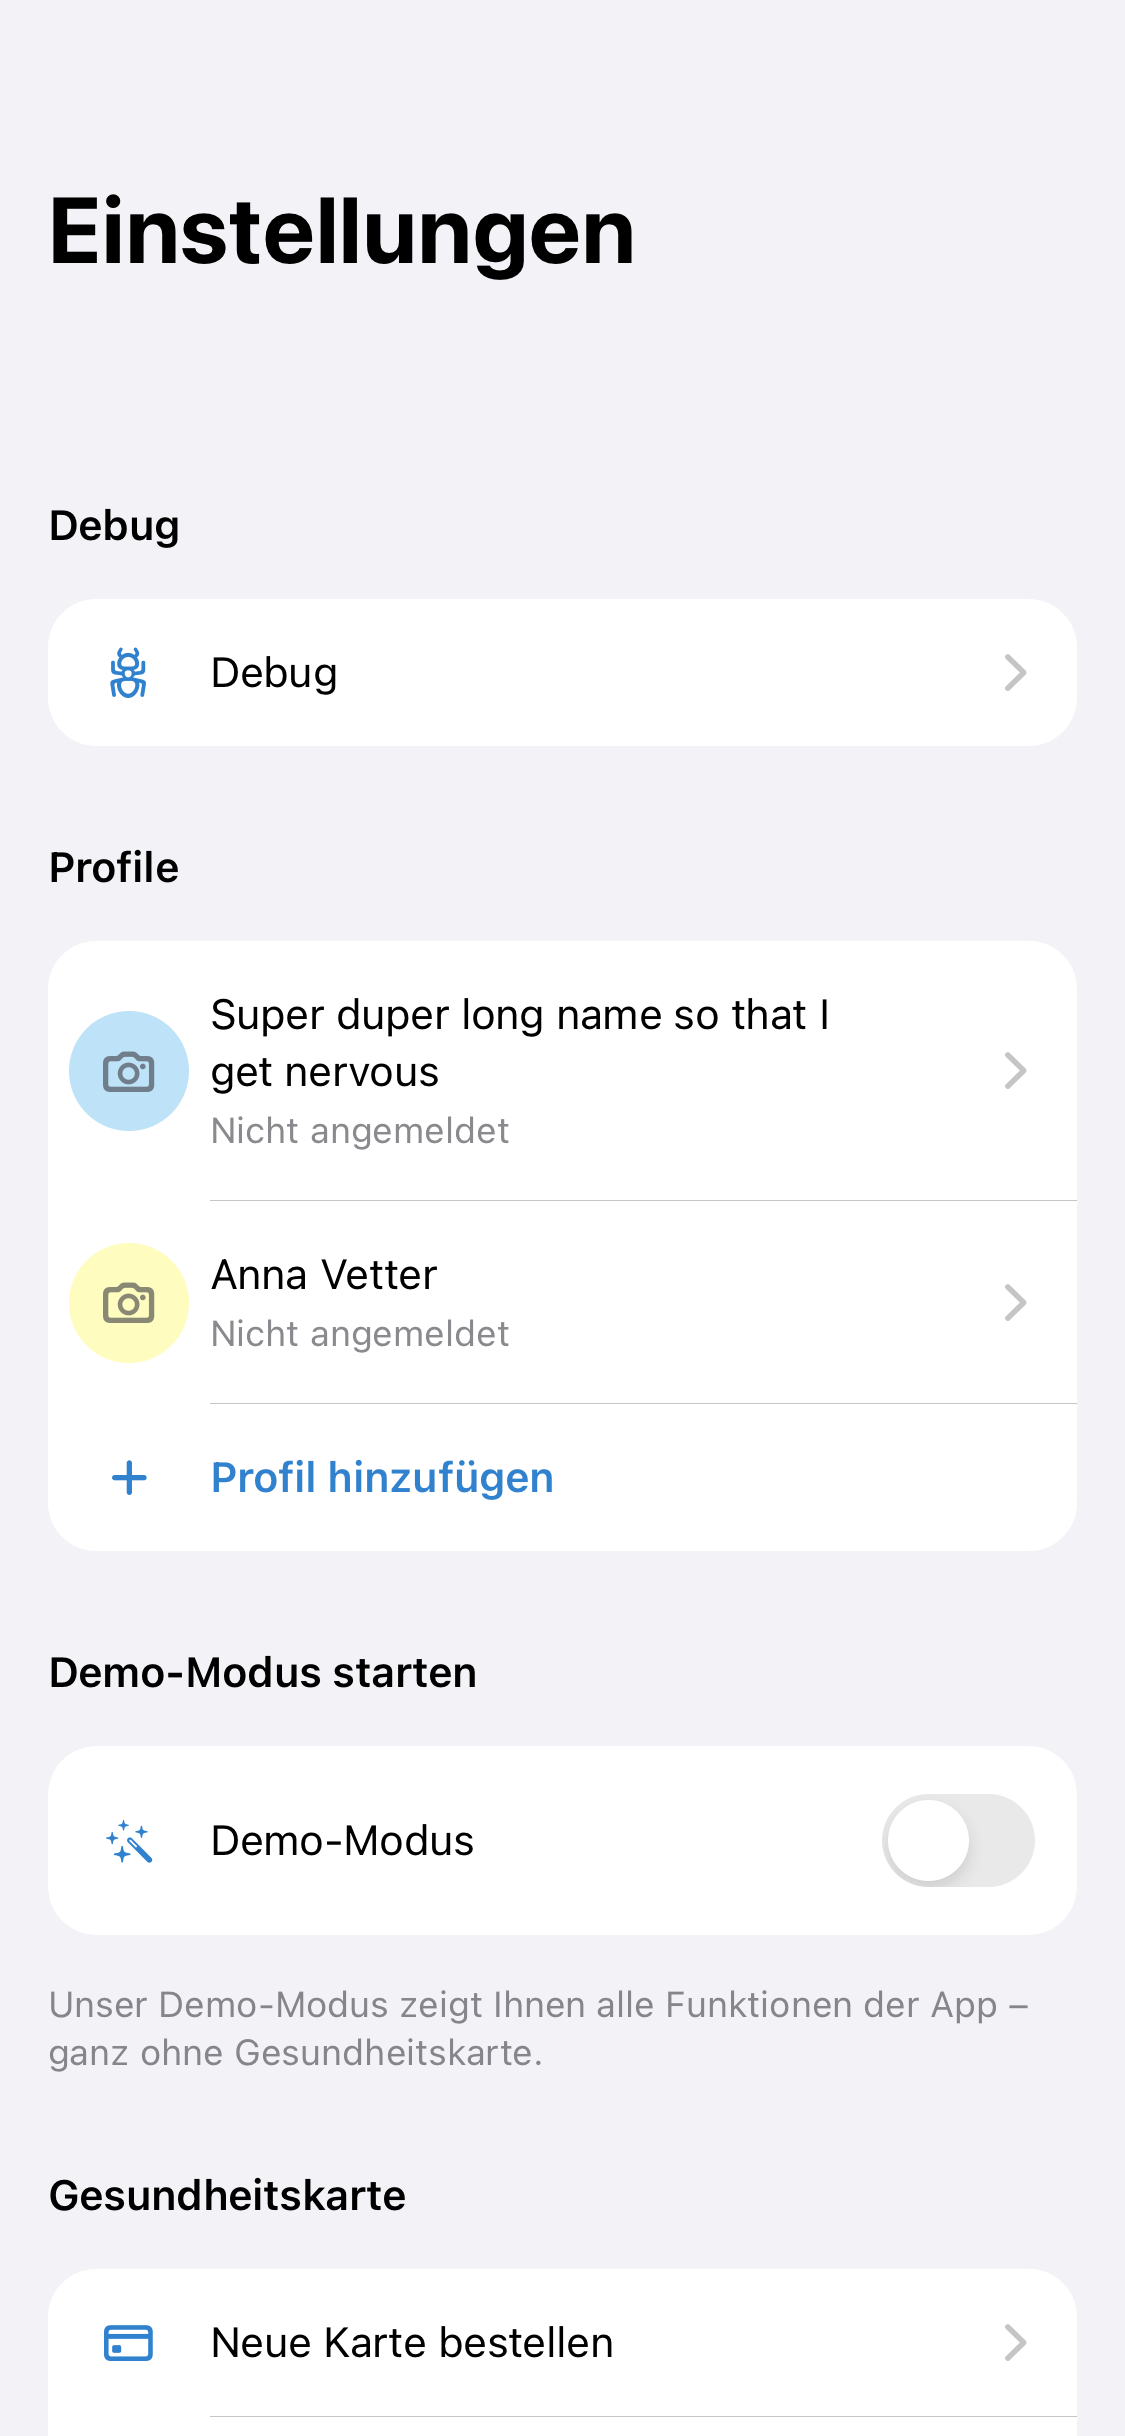 Einstellungen
Debug
Debug
Profile
Super duper long name so that I
get nervous
Nicht angemeldet
Anna Vetter
Nicht angemeldet
Profil hinzufügen
Demo-Modus starten
Demo-Modus
Unser Demo-Modus zeigt Ihnen alle Funktionen der App –
ganz ohne Gesundheitskarte.
Gesundheitskarte
Neue Karte bestellen